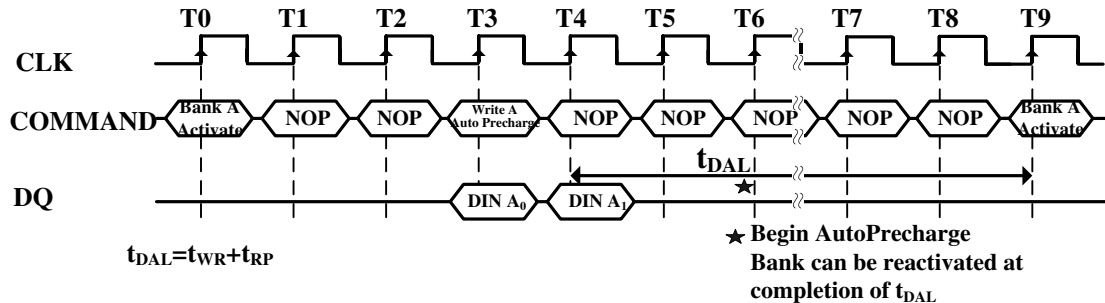 T0 T1 T2 T3 T4 T5 T6 T7 T8 T9
CLK
COMMAND Bank A Activate NOP NOP Write A Auto Precharge NOP NOP NOP NOP NOP Bank A Activate
tDAL
DQ DIN A0 DIN A1
★ Begin AutoPrecharge
tDAL=tWR+tRP
Bank can be reactivated at
completion of tDAL